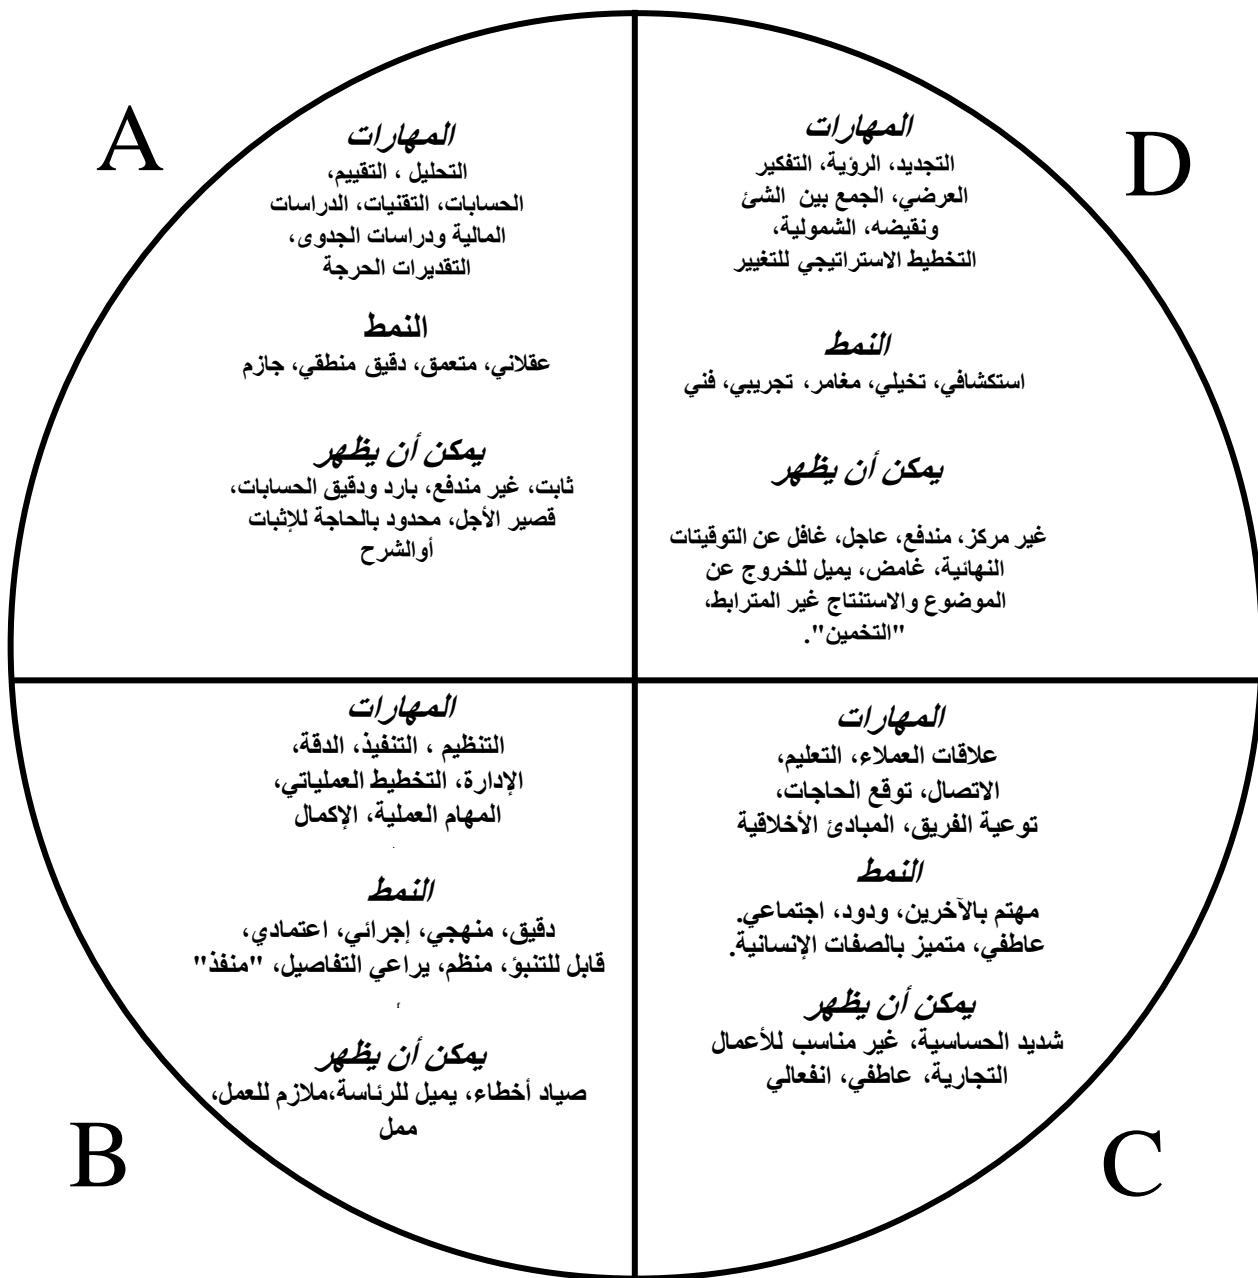 A
المهارات
التحليل ، التقييم،
الحسابات، التقنيات، الدراسات
المالية ودراسات الجدوى،
التقديرات الحرجة
النمط
عقلاني، متعمق، دقيق منطقي، جازم
يمكن أن يظهر
ثابت، غير مندفع، بارد ودقيق الحسابات،
قصير الأجل، محدود بالحاجة للإثبات
أوالشرح
D
المهارات
التجديد، الرؤية، التفكير
العرضي، الجمع بين الشئ
ونقيضه، الشمولية،
التخطيط الاستراتيجي للتغيير
النمط
استكشافي، تخيلي، مغامر، تجريبي، فني
يمكن أن يظهر
غير مركز، مندفع، عاجل، غافل عن التوقيتات
النهائية، غامض، يميل للخروج عن
الموضوع والاستنتاج غير المترابط،
"التخمين".
B
المهارات
التنظيم ، التنفيذ، الدقة،
الإدارة، التخطيط العملياتي،
المهام العملية، الإكمال
النمط
دقيق، منهجي، إجرائي، اعتمادي،
قابل للتنبؤ، منظم، يراعي التفاصيل، "منفذ"
يمكن أن يظهر
صياد أخطاء، يميل للرئاسة،ملازم للعمل،
ممل
C
المهارات
علاقات العملاء، التعليم،
الاتصال، توقع الحاجات،
توعية الفريق، المبادئ الأخلاقية
النمط
مهتم بالآخرين، ودود، اجتماعي.
عاطفي، متميز بالصفات الإنسانية.
يمكن أن يظهر
شديد الحساسية، غير مناسب للأعمال
التجارية، عاطفي، انفعالي